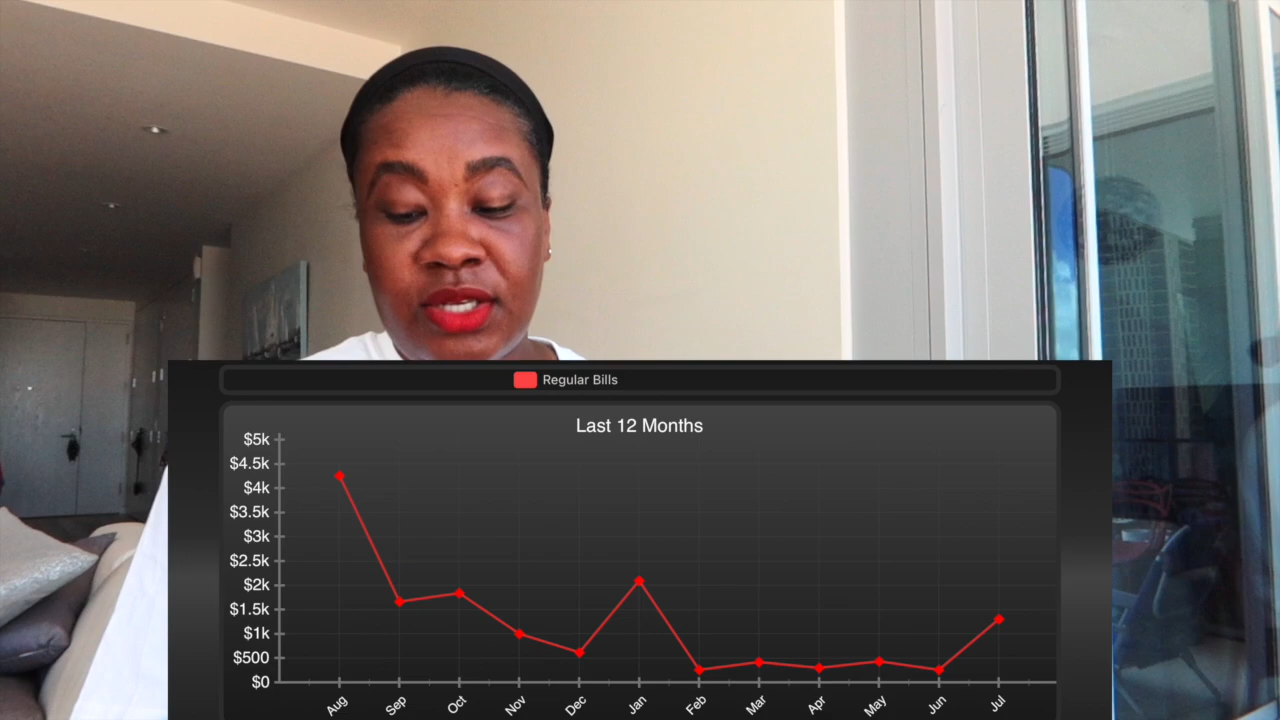 Regular Bills
Last 12 Months
$5k
$4.5k
$4k
$3.5k
$3k
$2.5k
$2k
$1.5k
$1k
$500
$0
Aug Sep Oct Nov Dec Jan Feb Mar Apr May Jun Jul